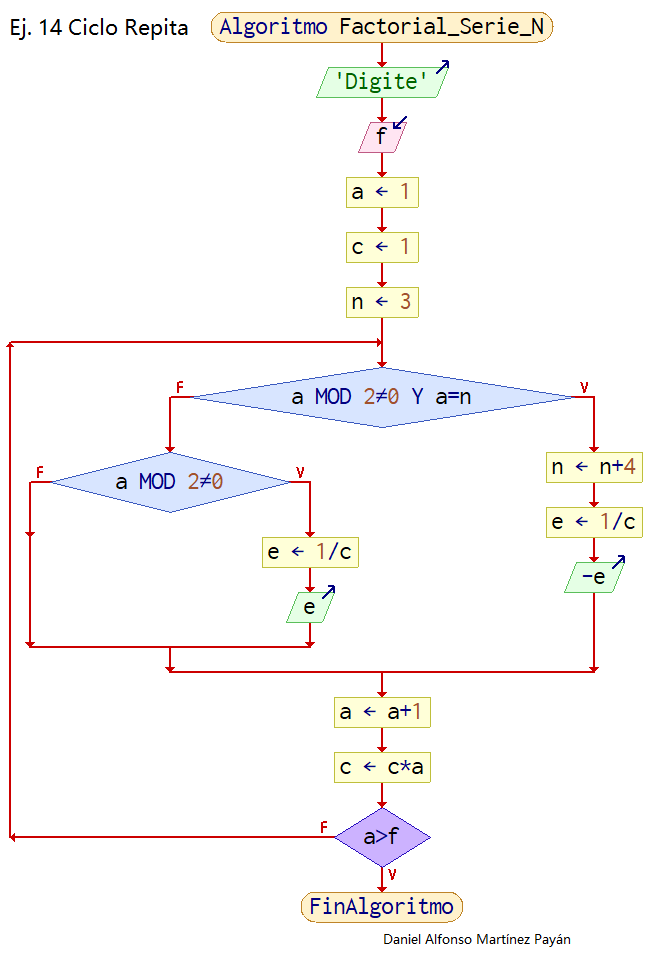 Ej. 14 Ciclo Repita
Algoritmo Factorial_Serie_N
'Digite'
f
a ← 1
c ← 1
n ← 3
F
a MOD 2≠0 Y a=n
V
F
a MOD 2≠0
V
n ← n+4
e ← 1/c
-e
e ← 1/c
e
a ← a+1
c ← c*a
F
a>f
V
FinAlgoritmo
Daniel Alfonso Martínez Payán